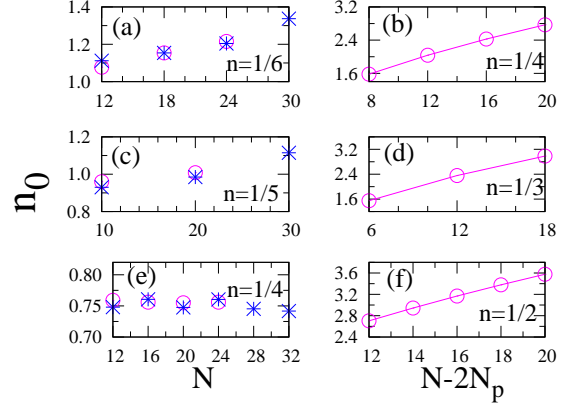 1.4 (a) n=1/6
1.2
1.0
12 18 24 30
3.2 (b) n=1/4
2.4
1.6
8 12 16 20
1.2 (c) n=1/5
1.0
0.8
10 20 30
3.2 (d) n=1/3
2.4
1.6
6 12 18
0.80 (e) n=1/4
0.75
0.70
12 16 20 24 28 32
3.6 (f) n=1/2
3.2
2.8
2.4
12 14 16 18 20
n0
N
N-2Np